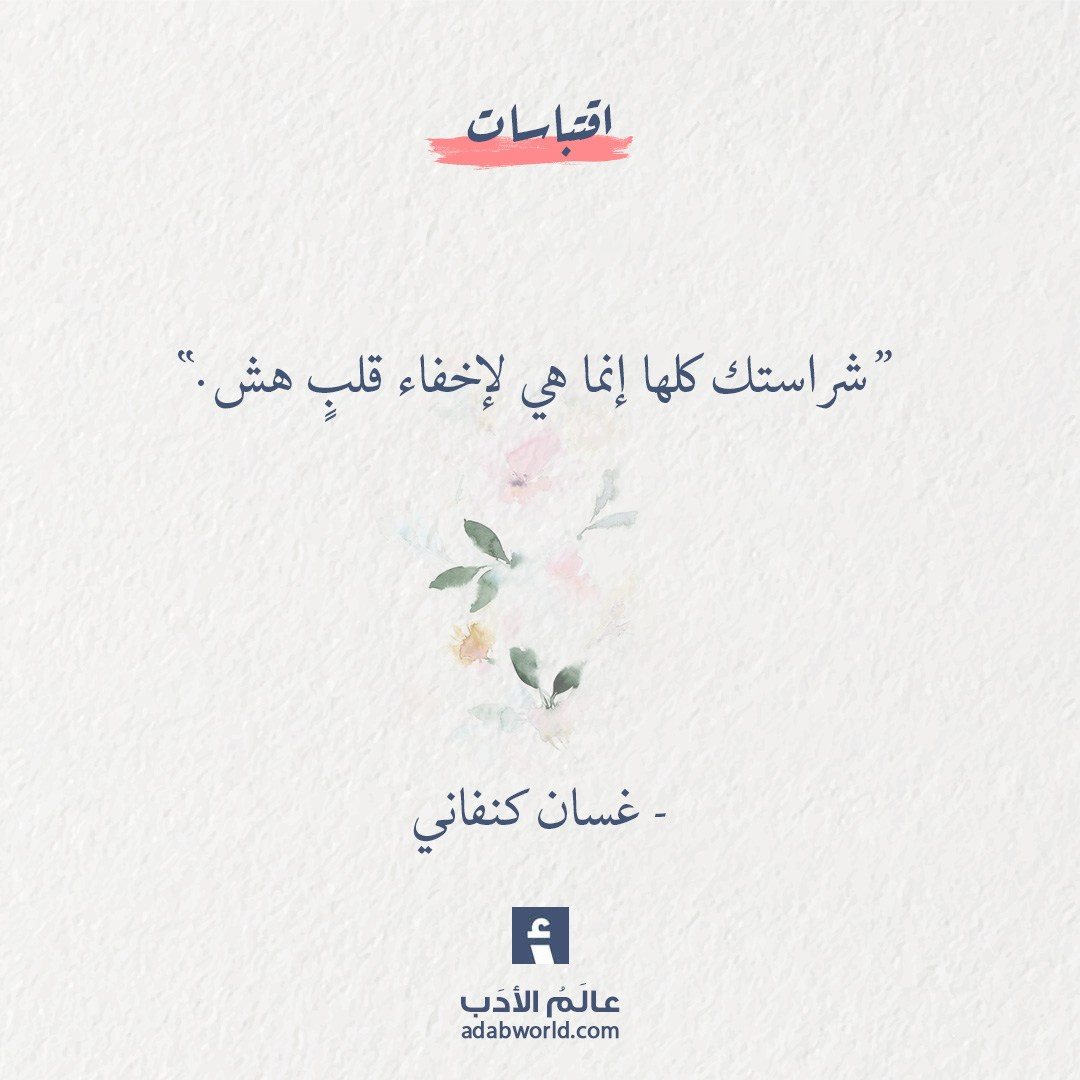 اقتباسات
”شراستك كلها إنما هي لإخفاء قلبٍ هش.“
- غسان كنفاني
أ
عالَمُ الأدَب
adabworld.com